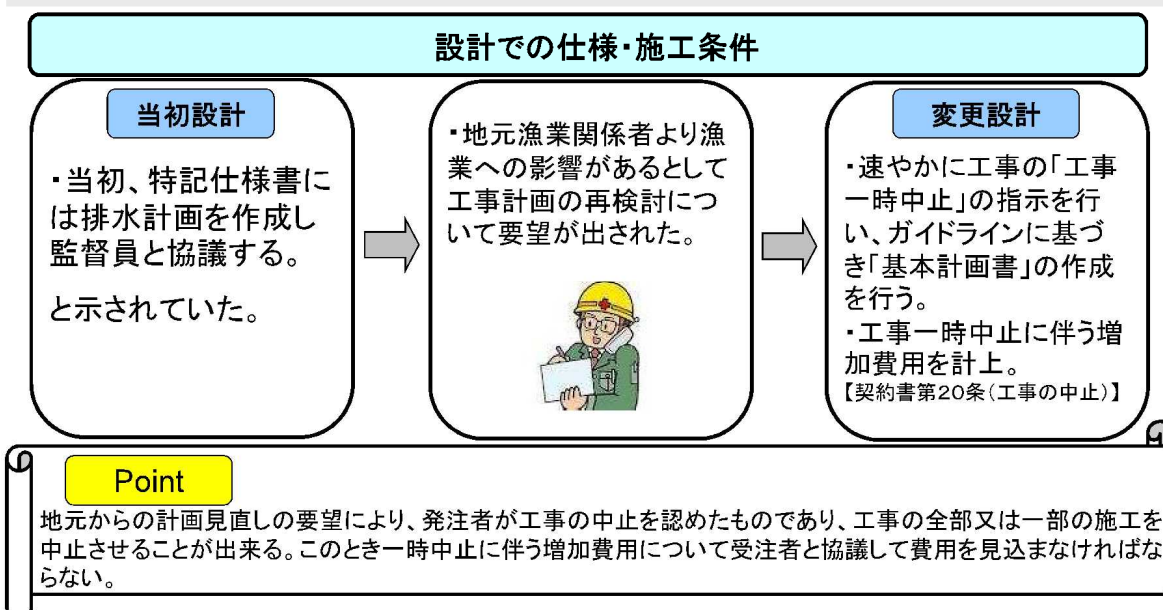 設計での仕様・施工条件
当初設計
・当初、特記仕様書に
は排水計画を作成し
監督員と協議する。
と示されていた。
・地元漁業関係者より漁
業への影響があるとして
工事計画の再検討につ
いて要望が出された。
変更設計
・速やかに工事の「工事
一時中止」の指示を行
い、ガイドラインに基づ
き「基本計画書」の作成
を行う。
・工事一時中止に伴う増
加費用を計上。
【契約書第20条(工事の中止)】
Point
地元からの計画見直しの要望により、発注者が工事の中止を認めたものであり、工事の全部又は一部の施工を
中止させることが出来る。このとき一時中止に伴う増加費用について受注者と協議して費用を見込まなければな
らない。